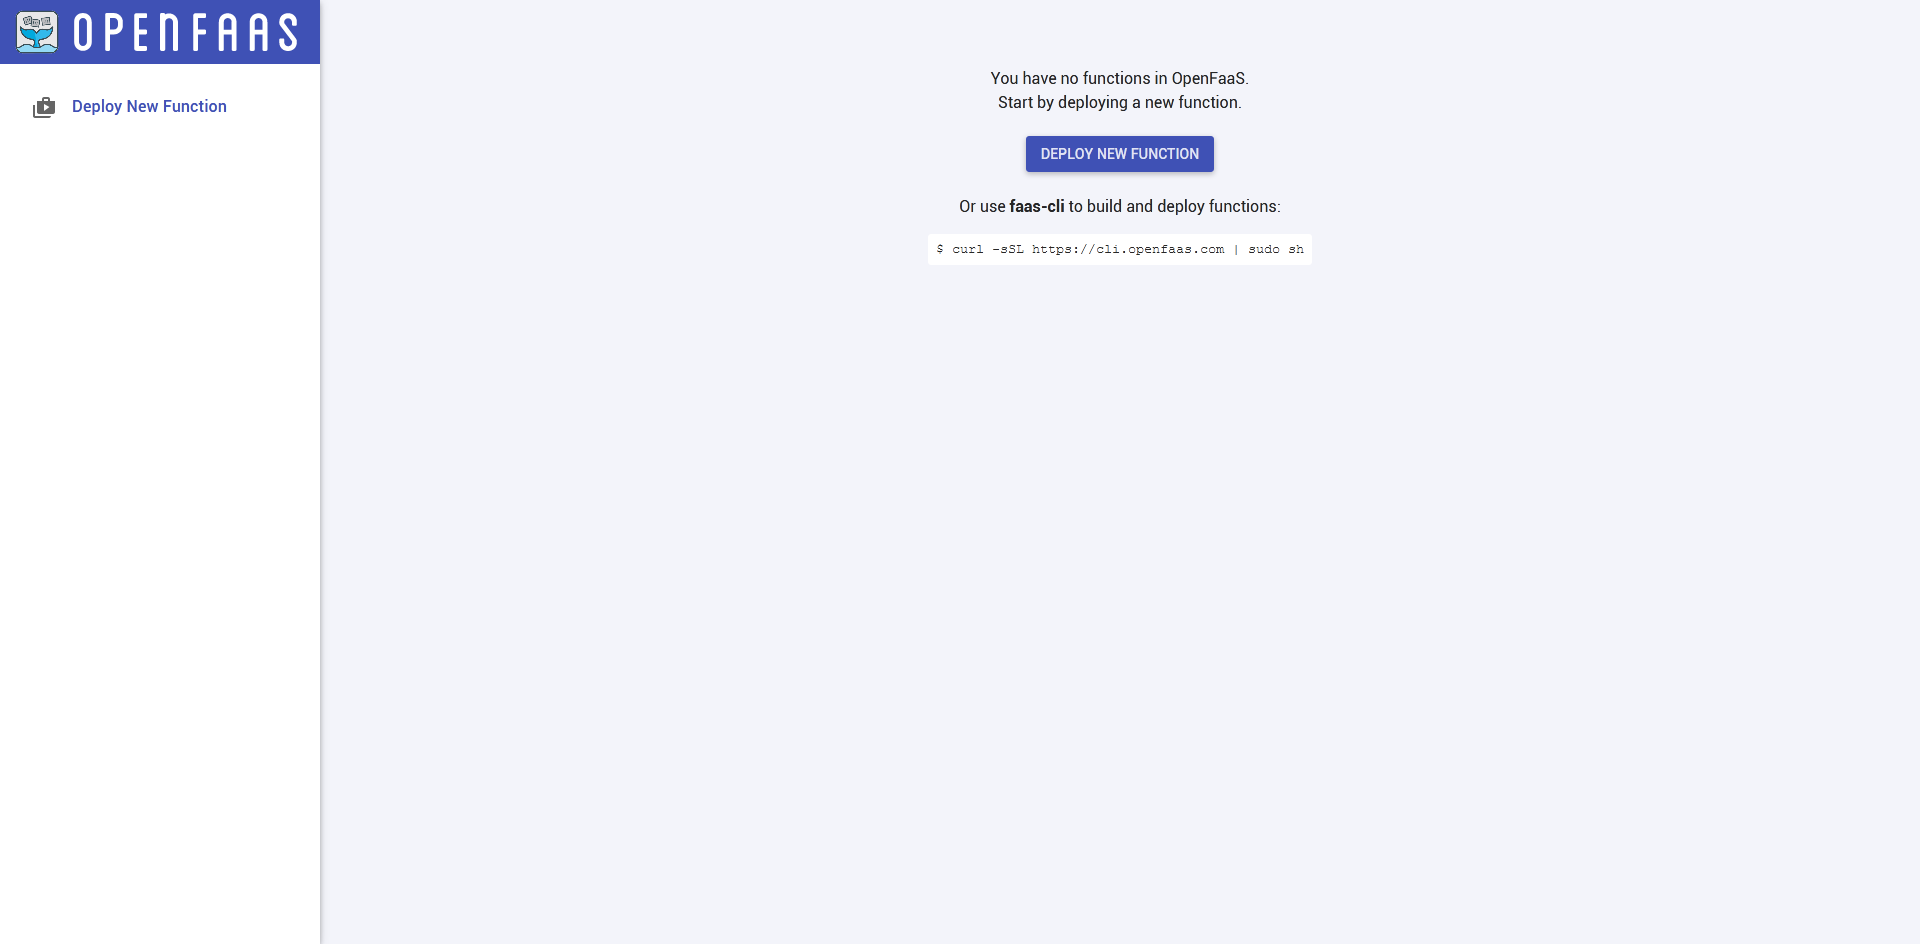 OPENFAAS
Deploy New Function
You have no functions in OpenFaaS.
Start by deploying a new function.
DEPLOY NEW FUNCTION
Or use faas-cli to build and deploy functions:
$ curl -sSL https://cli.openfaas.com | sudo sh